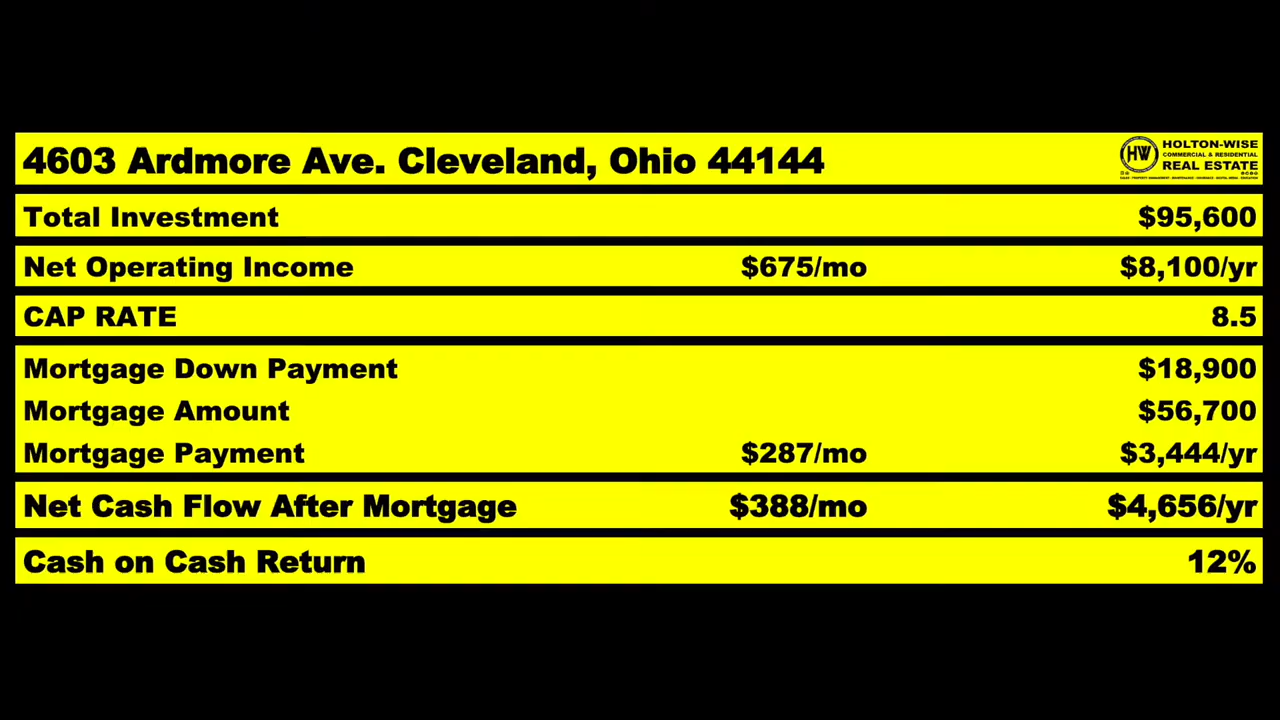 4603 Ardmore Ave. Cleveland, Ohio 44144
HW
HOLTON-WISE
COMMERCIAL & RESIDENTIAL
REAL ESTATE
Total Investment $95,600
Net Operating Income $675/mo $8,100/yr
CAP RATE 8.5
Mortgage Down Payment $18,900
Mortgage Amount $56,700
Mortgage Payment $287/mo $3,444/yr
Net Cash Flow After Mortgage $388/mo $4,656/yr
Cash on Cash Return 12%